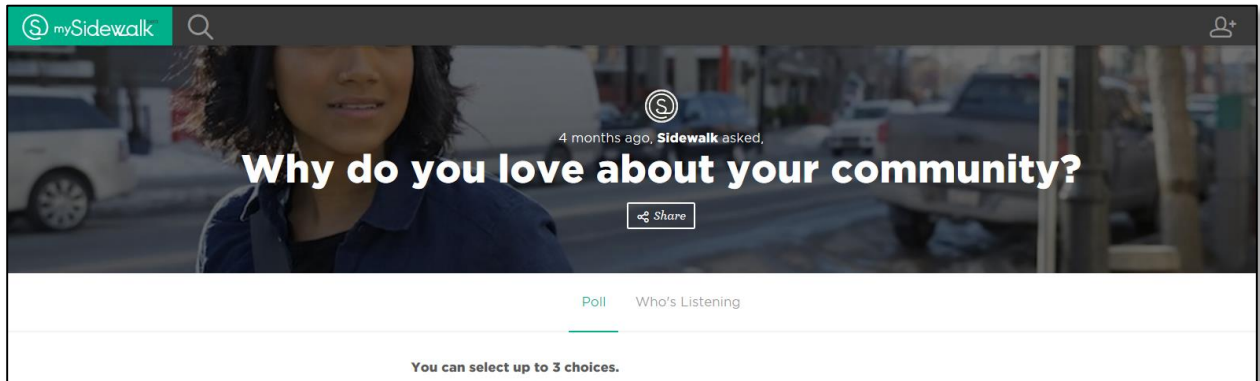 mySidewalk
4 months ago, Sidewalk asked,
Why do you love about your community?
Share
Poll Who's Listening
You can select up to 3 choices.